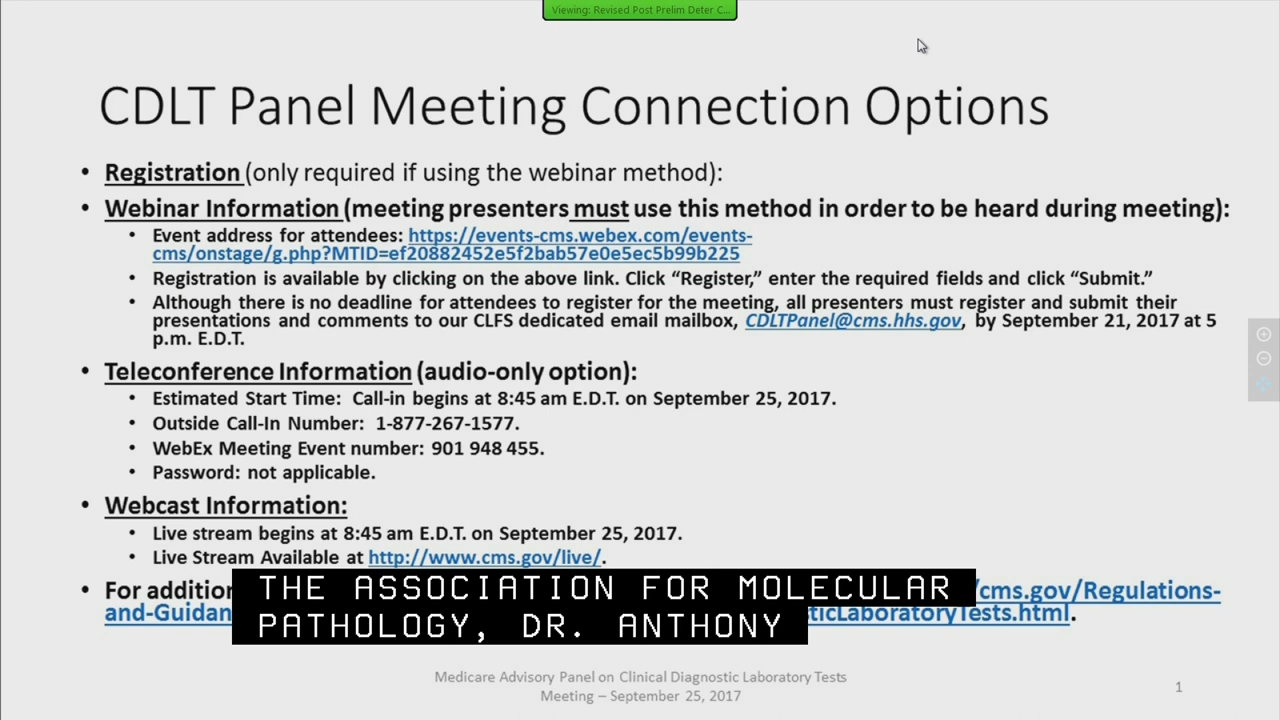 Viewing: Revised Post Prelim Deter C...
CDLT Panel Meeting Connection Options
• Registration (only required if using the webinar method):
• Webinar Information (meeting presenters must use this method in order to be heard during meeting):
• Event address for attendees: https://events-cms.webex.com/events-
cms/onstage/g.php?MTID=ef20882452e5f2bab57e0e5ec5b99b225
• Registration is available by clicking on the above link. Click “Register,” enter the required fields and click “Submit.”
• Although there is no deadline for attendees to register for the meeting, all presenters must register and submit their
presentations and comments to our CLFS dedicated email mailbox, CDLTPanel@cms.hhs.gov, by September 21, 2017 at 5
p.m. E.D.T.
• Teleconference Information (audio-only option):
• Estimated Start Time: Call-in begins at 8:45 am E.D.T. on September 25, 2017.
• Outside Call-In Number: 1-877-267-1577.
• WebEx Meeting Event number: 901 948 455.
• Password: not applicable.
• Webcast Information:
• Live stream begins at 8:45 am E.D.T. on September 25, 2017.
• Live Stream Available at http://www.cms.gov/live/.
• For addition /cms.gov/Regulations-
and-Guidan ticLaboratoryTests.html.
THE ASSOCIATION FOR MOLECULAR
PATHOLOGY, DR. ANTHONY
Medicare Advisory Panel on Clinical Diagnostic Laboratory Tests
Meeting – September 25, 2017
1